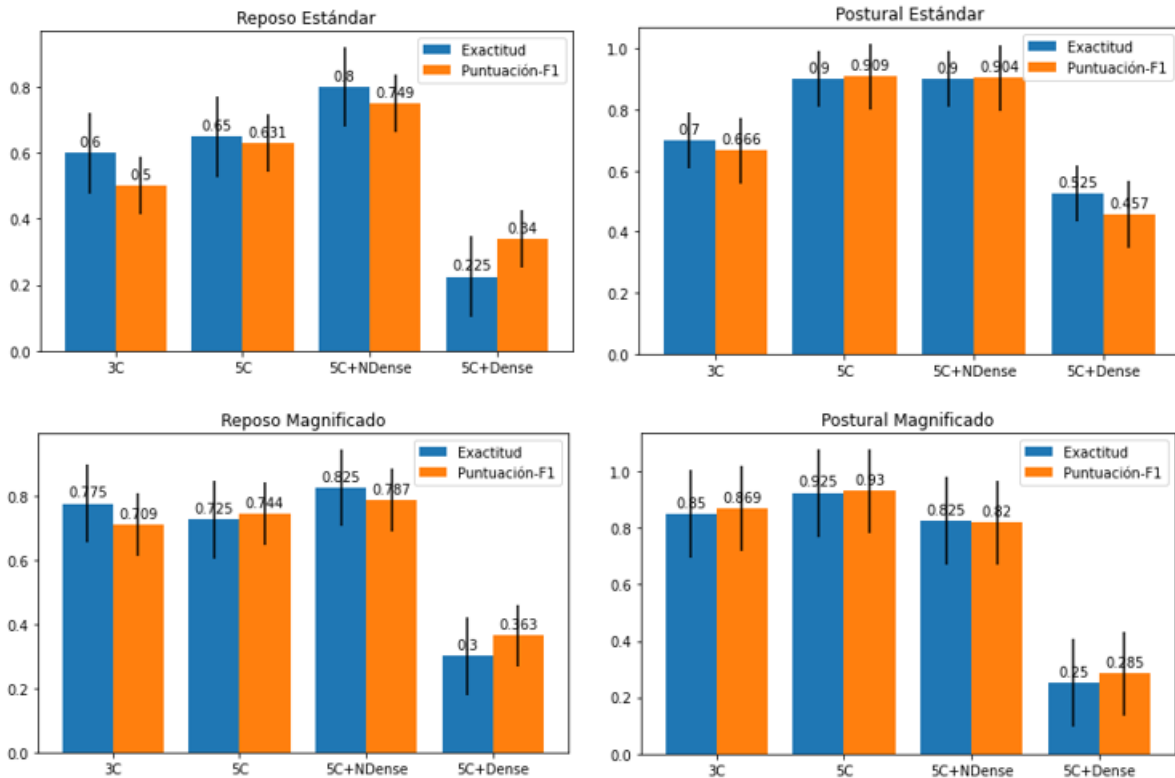 Reposo Estándar
Exactitud
Puntuación-F1
0.8
0.6
0.4
0.2
0.0
0.6
0.5
0.65
0.631
0.8
0.749
0.225
0.34
3C
5C
5C+NDense
5C+Dense
Postural Estándar
Exactitud
Puntuación-F1
1.0
0.8
0.6
0.4
0.2
0.0
0.7
0.666
0.9
0.909
0.9
0.904
0.525
0.457
3C
5C
5C+NDense
5C+Dense
Reposo Magnificado
Exactitud
Puntuación-F1
0.8
0.6
0.4
0.2
0.0
0.775
0.709
0.725
0.744
0.825
0.787
0.3
0.363
3C
5C
5C+NDense
5C+Dense
Postural Magnificado
Exactitud
Puntuación-F1
1.0
0.8
0.6
0.4
0.2
0.0
0.85
0.869
0.925
0.93
0.825
0.82
0.25
0.285
3C
5C
5C+NDense
5C+Dense